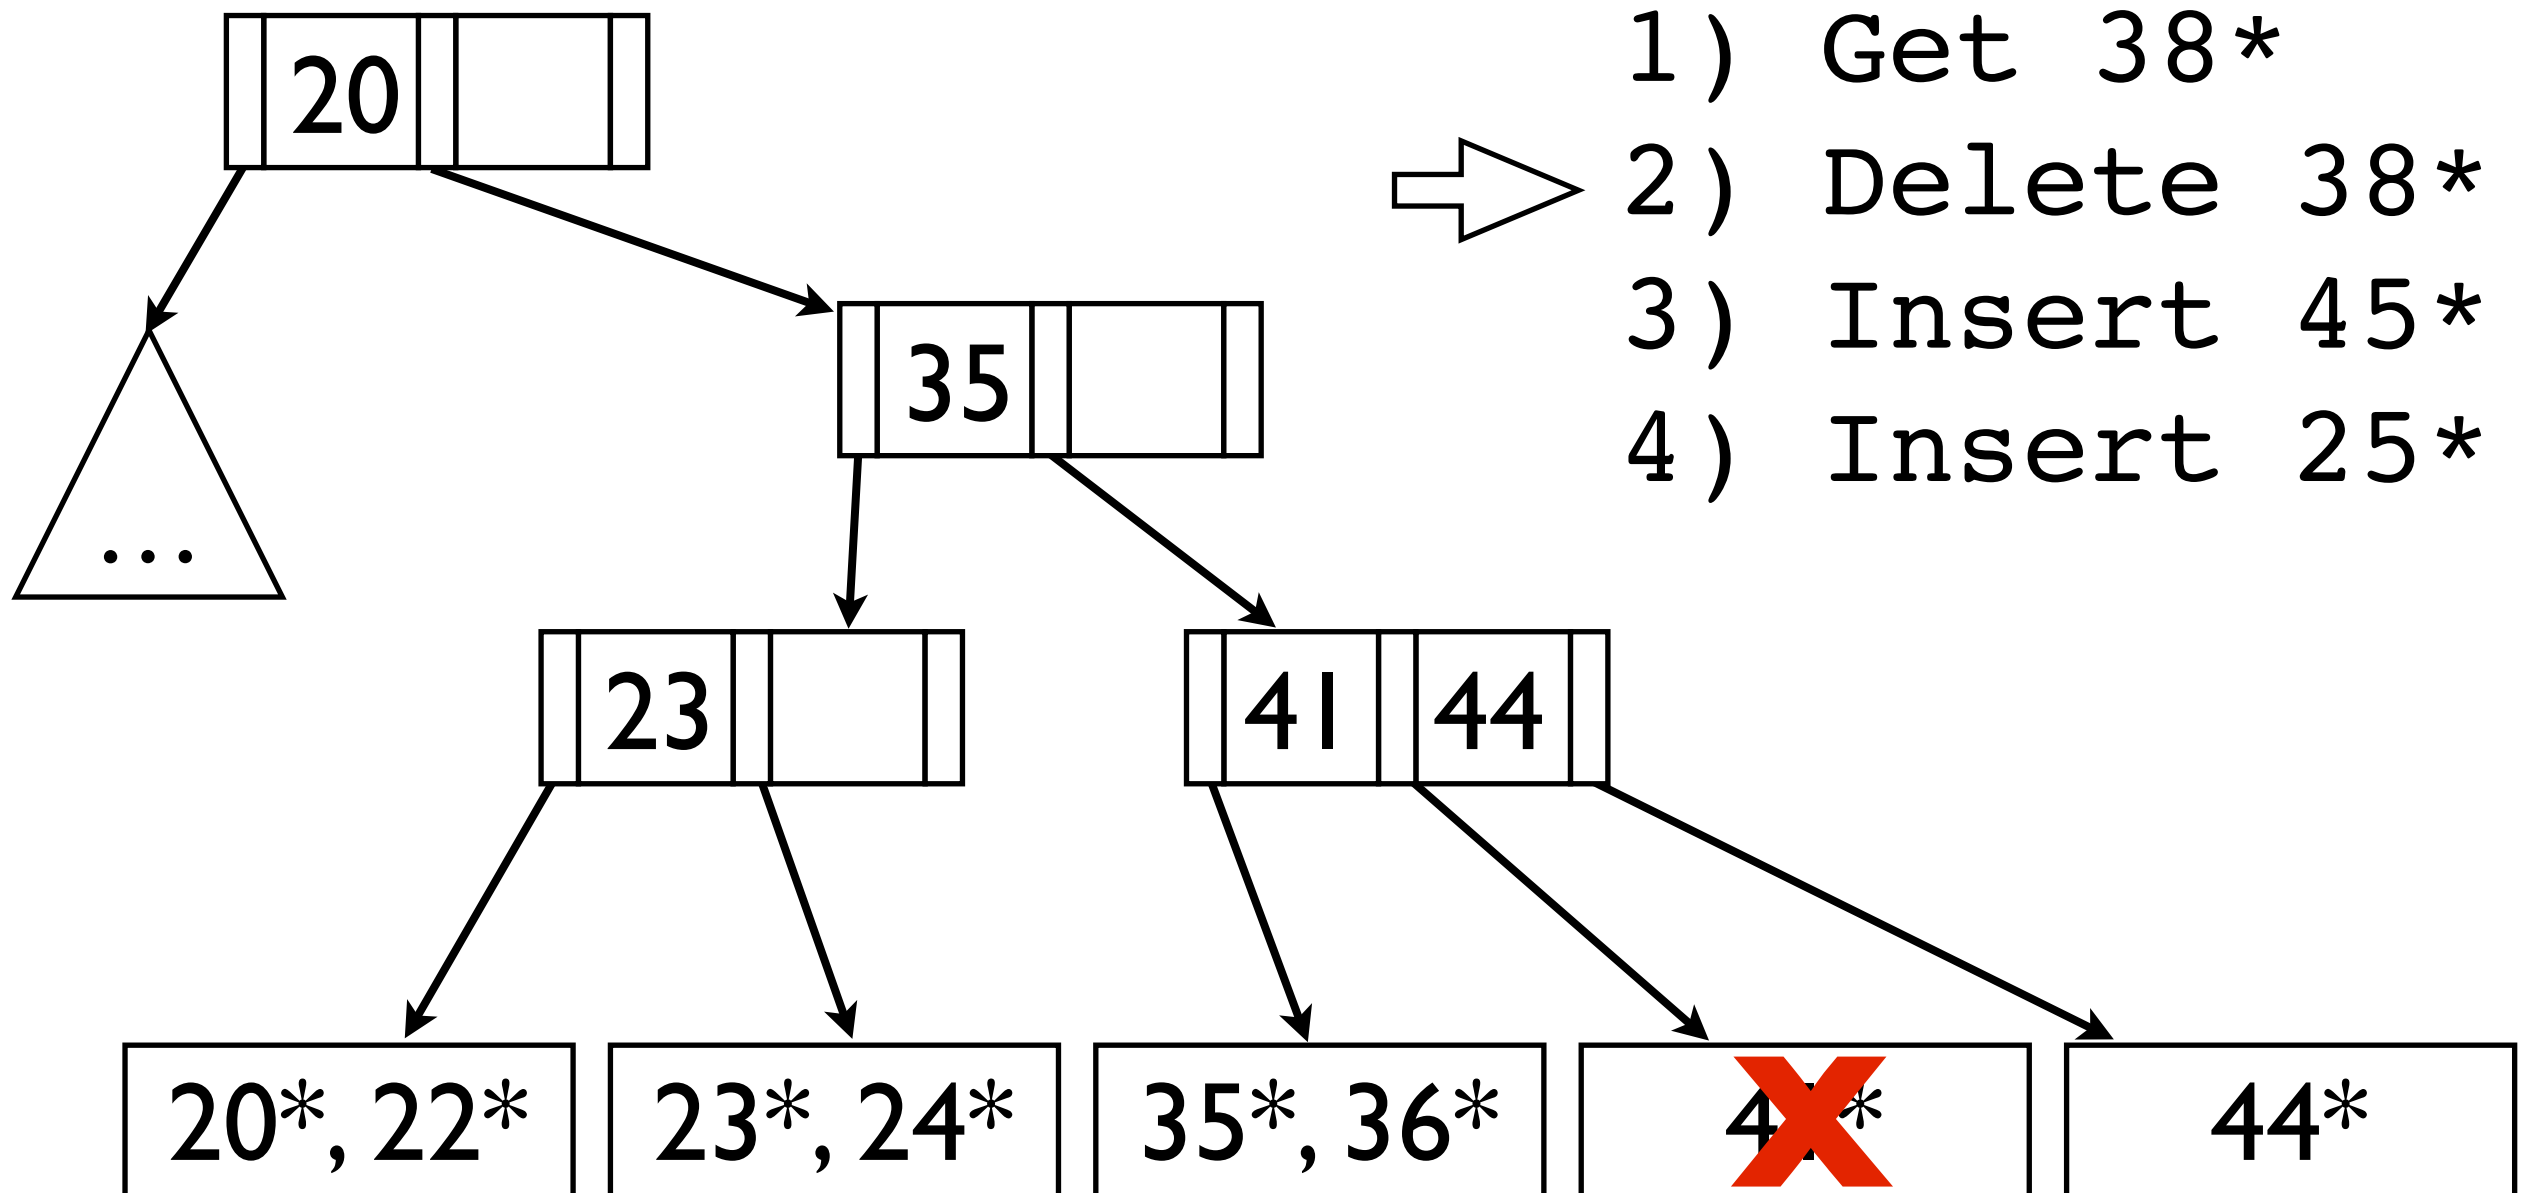 20
1) Get 38*
2) Delete 38*
3) Insert 45*
4) Insert 25*
35
...
23
41 44
20*, 22*
23*, 24*
35*, 36*
44*